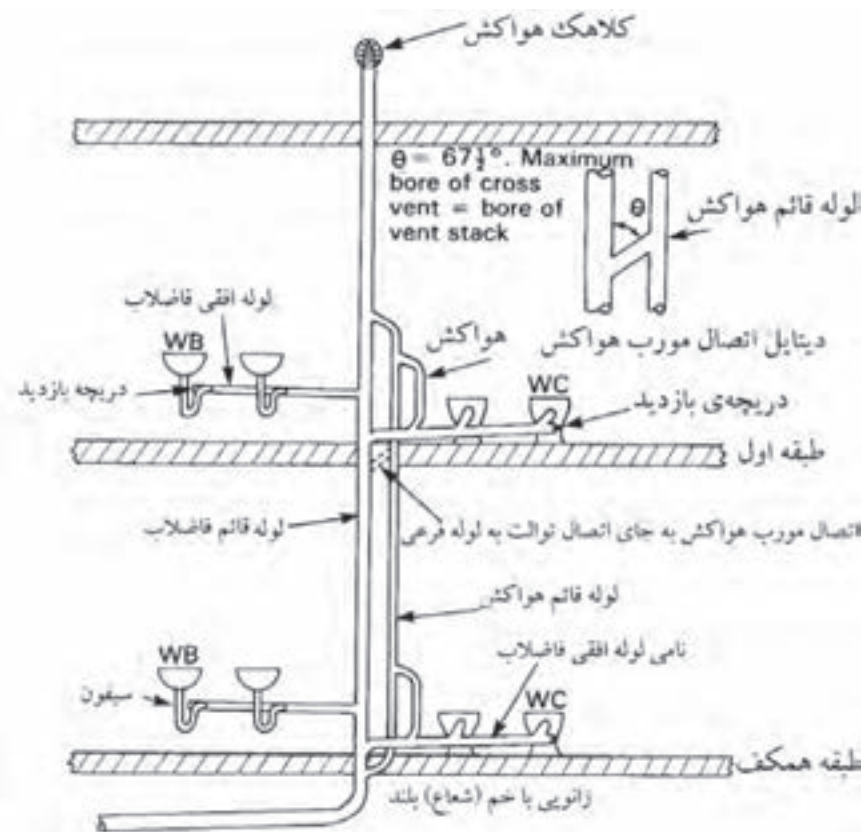 کلاهک هواکش
θ = 67½°. Maximum
bore of cross
vent = bore of
vent stack
θ
لوله قائم هواکش
لوله افقی فاضلاب
WB
هواکش
دیتایل اتصال مورب هواکش
دریچه بازدید
WC
دریچه‌ی بازدید
طبقه اول
لوله قائم فاضلاب
اتصال مورب هواکش به جای اتصال توالت به لوله فرعی
لوله قائم هواکش
نامی لوله افقی فاضلاب
WB
سیفون
WC
طبقه همکف
زانویی با خم (شعاع) بلند